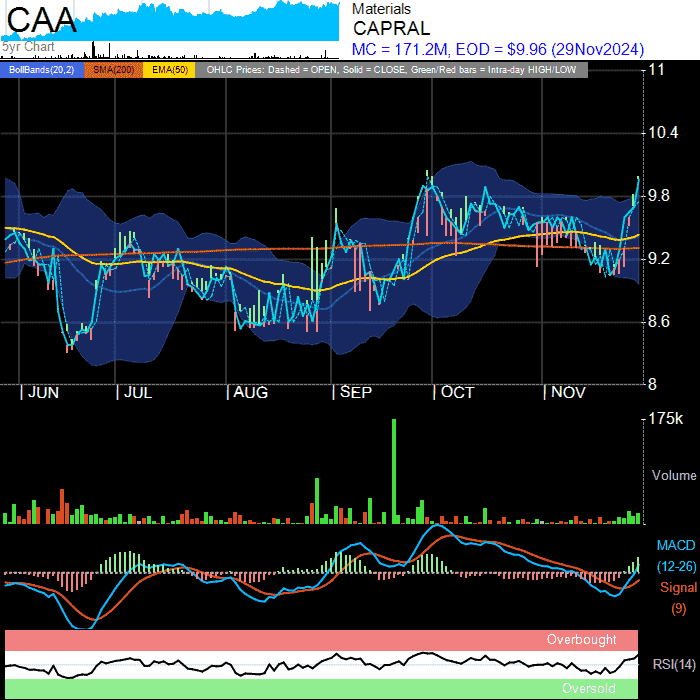 CAA
Materials
CAPRAL
MC = 171.2M, EOD = $9.96 (29Nov2024)
5yr Chart
BollBands(20,2) SMA(200) EMA(50) OHLC Prices: Dashed = OPEN, Solid = CLOSE, Green/Red bars = Intra-day HIGH/LOW
11
10.4
9.8
9.2
8.6
8
| JUN | JUL | AUG | SEP | OCT | NOV
175k
Volume
MACD
(12-26)
Signal
(9)
Overbought
RSI(14)
Oversold